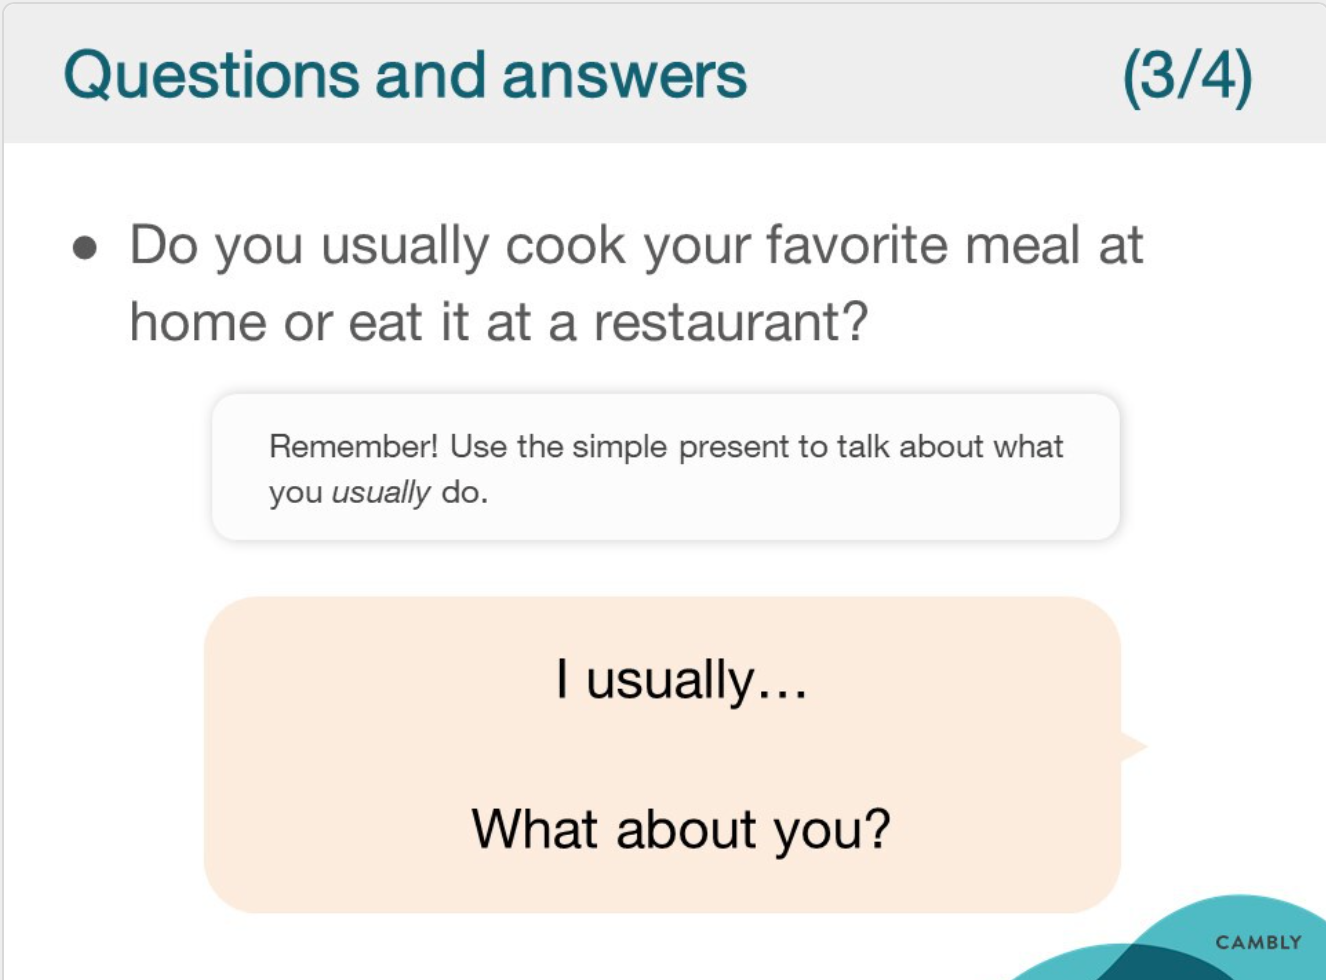 Questions and answers (3/4)
● Do you usually cook your favorite meal at
home or eat it at a restaurant?
Remember! Use the simple present to talk about what
you usually do.
I usually…
What about you?
CAMBLY